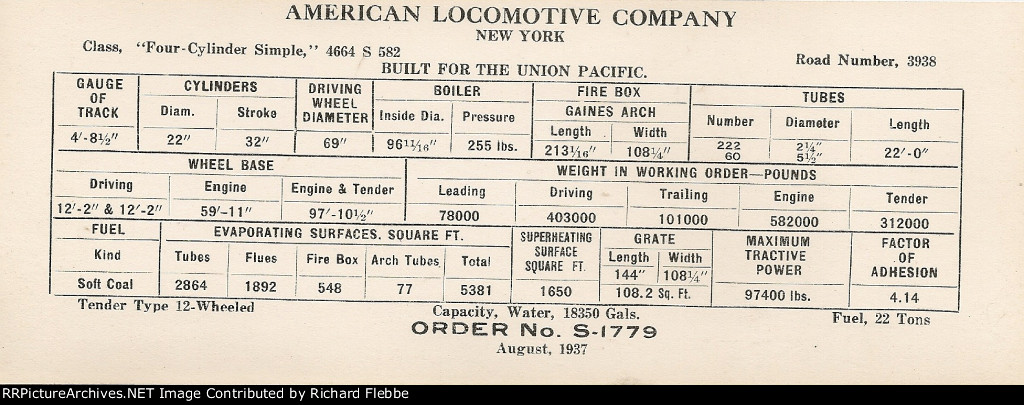 AMERICAN LOCOMOTIVE COMPANY
NEW YORK
Class, "Four-Cylinder Simple," 4664 S 582
Road Number, 3938
BUILT FOR THE UNION PACIFIC.
GAUGE OF TRACK CYLINDERS DRIVING WHEEL DIAMETER BOILER FIRE BOX GAINES ARCH TUBES
Diam. Stroke Inside Dia. Pressure Length Width Number Diameter Length
4'-8½" 22" 32" 69" 96 11/16" 255 lbs. 213 1/16" 108¼" 222 2¼" 22'-0"
60 5½"
WHEEL BASE WEIGHT IN WORKING ORDER—POUNDS
Driving Engine Engine & Tender Leading Driving Trailing Engine Tender
12'-2" & 12'-2" 59'-11" 97'-10½" 78000 403000 101000 582000 312000
FUEL EVAPORATING SURFACES. SQUARE FT. SUPERHEATING SURFACE SQUARE FT. GRATE MAXIMUM TRACTIVE POWER FACTOR OF ADHESION
Kind Tubes Flues Fire Box Arch Tubes Total Length Width
144" 108¼"
Soft Coal 2864 1892 548 77 5381 1650 108.2 Sq. Ft. 97400 lbs. 4.14
Tender Type 12-Wheeled Capacity, Water, 18350 Gals. Fuel, 22 Tons
ORDER No. S-1779
August, 1937
RRPictureArchives.NET Image Contributed by Richard Flebbe